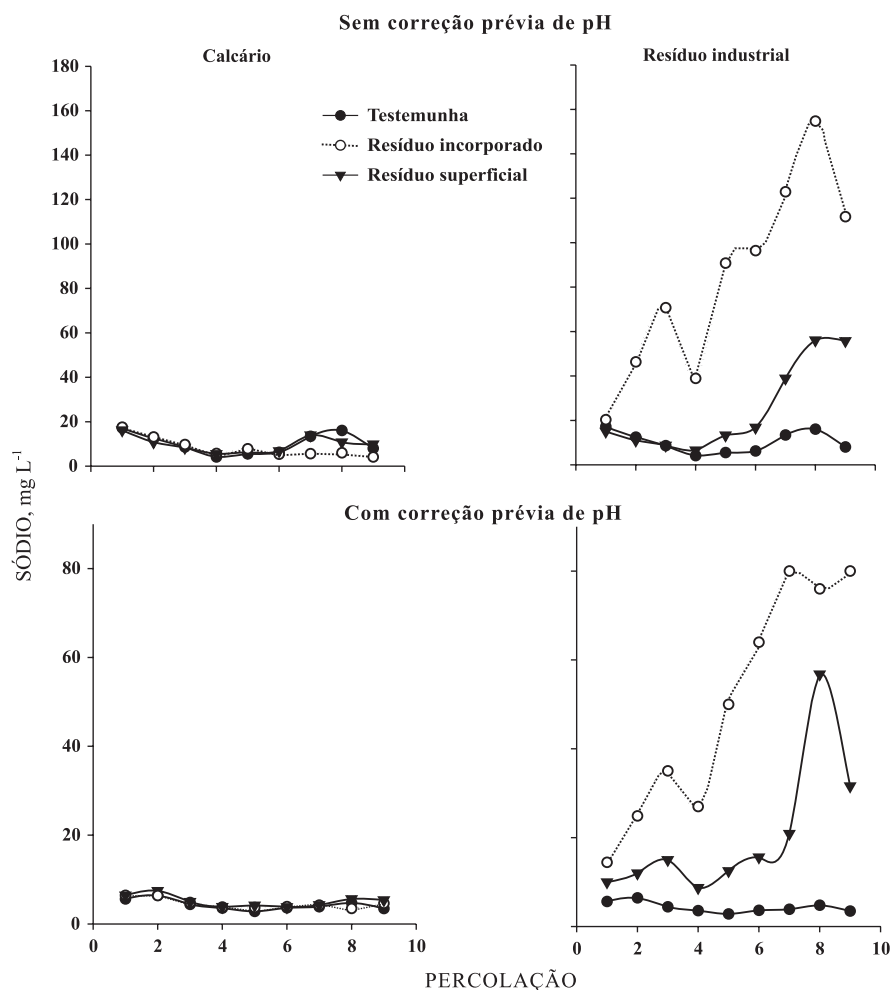 Sem correção prévia de pH
Calcário
Resíduo industrial
180
160
140
120
100
80
60
40
20
0
Testemunha
Resíduo incorporado
Resíduo superficial
SÓDIO, mg L⁻¹
Com correção prévia de pH
80
60
40
20
0
0 2 4 6 8 10
0 2 4 6 8 10
PERCOLAÇÃO